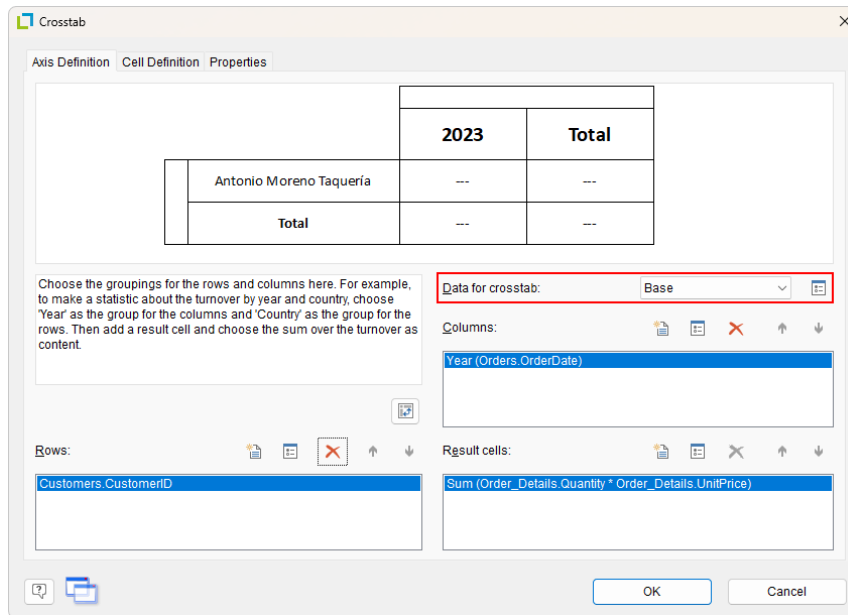 Crosstab
Axis Definition Cell Definition Properties
2023 Total
Antonio Moreno Taquería --- ---
Total --- ---
Choose the groupings for the rows and columns here. For example,
to make a statistic about the turnover by year and country, choose
'Year' as the group for the columns and 'Country' as the group for the
rows. Then add a result cell and choose the sum over the turnover as
content.
Data for crosstab: Base
Columns:
Year (Orders.OrderDate)
Rows:
Customers.CustomerID
Result cells:
Sum (Order_Details.Quantity * Order_Details.UnitPrice)
OK Cancel